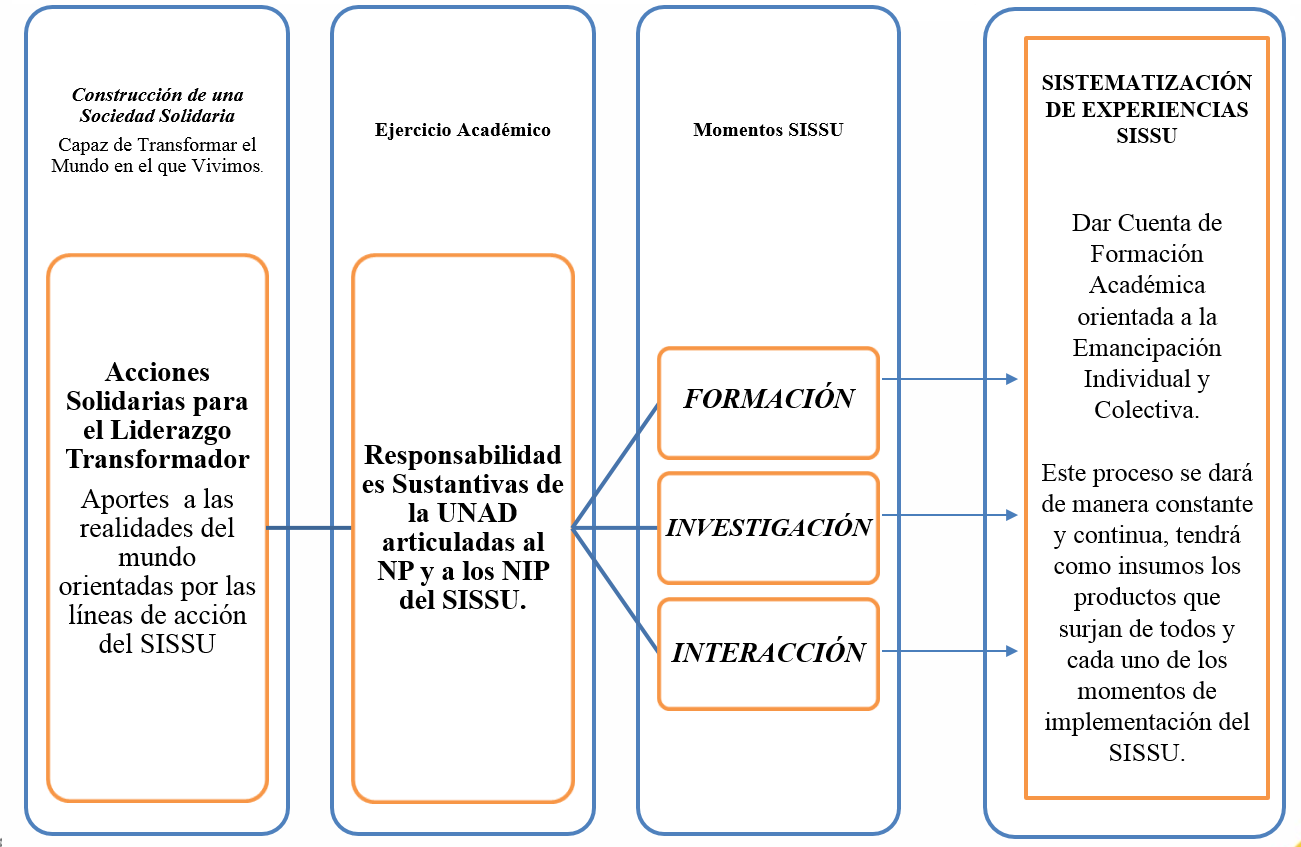 Construcción de una
Sociedad Solidaria
Capaz de Transformar el
Mundo en el que Vivimos.
Acciones
Solidarias para
el Liderazgo
Transformador
Aportes a las
realidades del
mundo
orientadas por las
líneas de acción
del SISSU
Ejercicio Académico
Responsabilidad
es Sustantivas de
la UNAD
articuladas al
NP y a los NIP
del SISSU.
Momentos SISSU
FORMACIÓN
INVESTIGACIÓN
INTERACCIÓN
SISTEMATIZACIÓN
DE EXPERIENCIAS
SISSU
Dar Cuenta de
Formación
Académica
orientada a la
Emancipación
Individual y
Colectiva.
Este proceso se dará
de manera constante
y continua, tendrá
como insumos los
productos que
surjan de todos y
cada uno de los
momentos de
implementación del
SISSU.